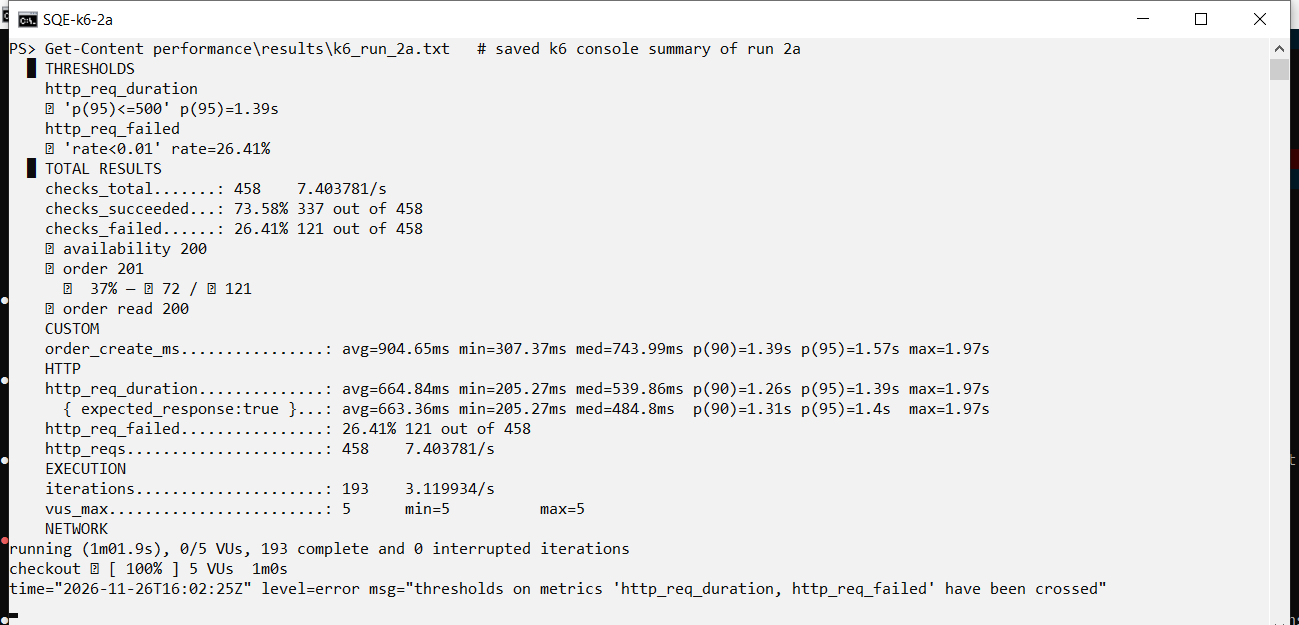 SQE-k6-2a
PS> Get-Content performance\results\k6_run_2a.txt   # saved k6 console summary of run 2a
█ THRESHOLDS
http_req_duration
 'p(95)<=500' p(95)=1.39s
http_req_failed
 'rate<0.01' rate=26.41%
█ TOTAL RESULTS
checks_total.......: 458    7.403781/s
checks_succeeded...: 73.58% 337 out of 458
checks_failed......: 26.41% 121 out of 458
 availability 200
 order 201
  37% —  72 /  121
 order read 200
CUSTOM
order_create_ms................: avg=904.65ms min=307.37ms med=743.99ms p(90)=1.39s p(95)=1.57s max=1.97s
HTTP
http_req_duration..............: avg=664.84ms min=205.27ms med=539.86ms p(90)=1.26s p(95)=1.39s max=1.97s
{ expected_response:true }...: avg=663.36ms min=205.27ms med=484.8ms  p(90)=1.31s p(95)=1.4s  max=1.97s
http_req_failed................: 26.41% 121 out of 458
http_reqs......................: 458    7.403781/s
EXECUTION
iterations.....................: 193    3.119934/s
vus_max........................: 5      min=5          max=5
NETWORK
running (1m01.9s), 0/5 VUs, 193 complete and 0 interrupted iterations
checkout  [ 100% ] 5 VUs  1m0s
time="2026-11-26T16:02:25Z" level=error msg="thresholds on metrics 'http_req_duration, http_req_failed' have been crossed"